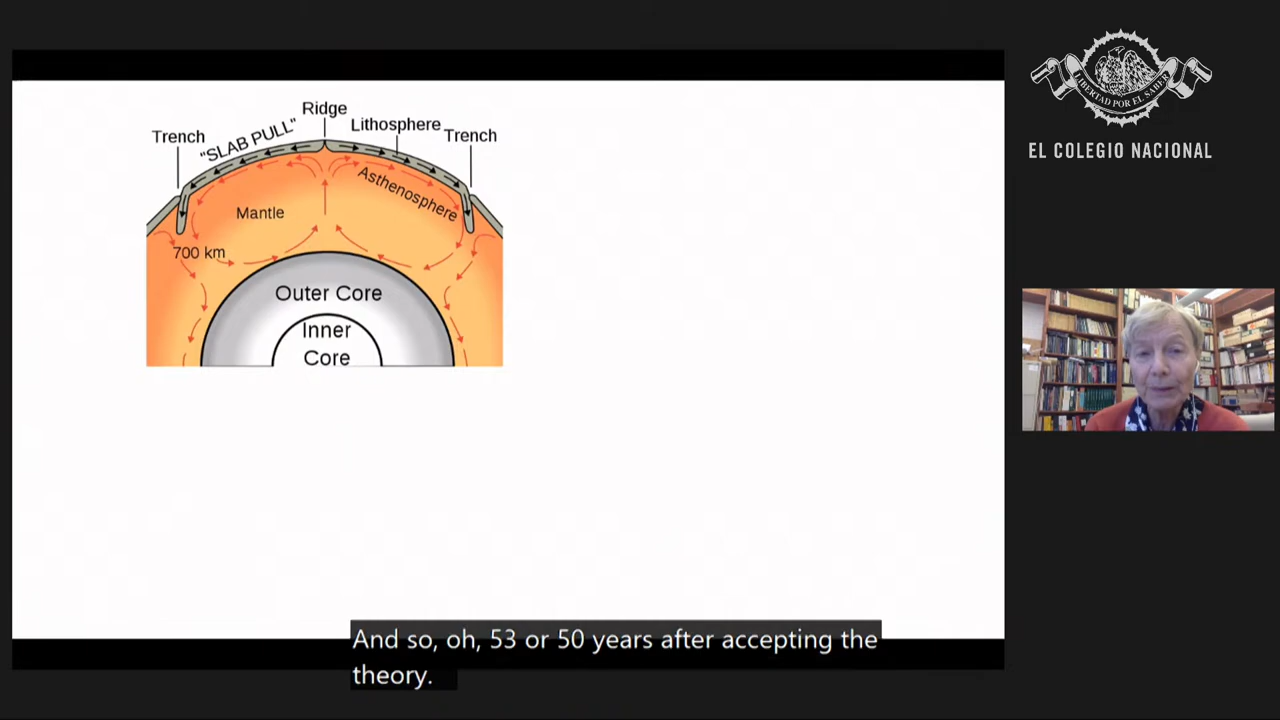 Ridge
Trench
"SLAB PULL"
Lithosphere
Trench
Asthenosphere
Mantle
700 km
Outer Core
Inner
Core
LIBERTAD POR EL SABER
EL COLEGIO NACIONAL
And so, oh, 53 or 50 years after accepting the
theory.